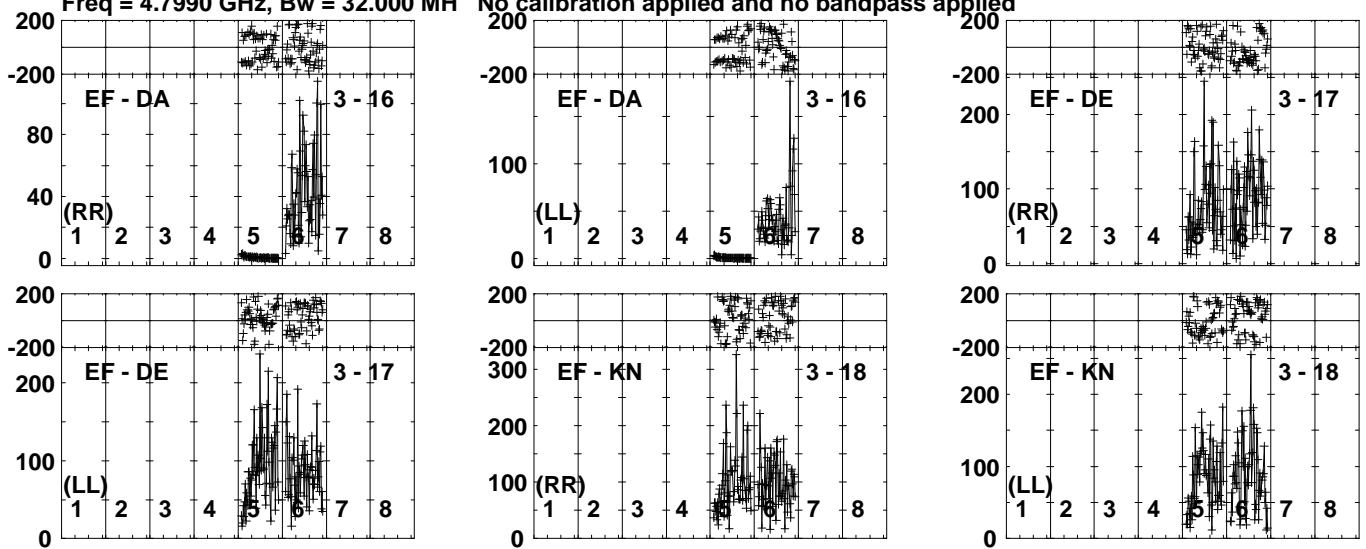 Freq = 4.7990 GHz, Bw = 32.000 MH No calibration applied and no bandpass applied
200
-200
EF - DA 3 - 16
80
40
0
(RR)
1 2 3 4 5 6 7 8
200
-200
EF - DA 3 - 16
100
0
(LL)
1 2 3 4 5 6 7 8
200
-200
EF - DE 3 - 17
200
100
0
(RR)
1 2 3 4 5 6 7 8
200
-200
EF - DE 3 - 17
200
100
0
(LL)
1 2 3 4 5 6 7 8
200
-200
EF - KN 3 - 18
300
200
100
0
(RR)
1 2 3 4 5 6 7 8
200
-200
EF - KN 3 - 18
200
100
0
(LL)
1 2 3 4 5 6 7 8